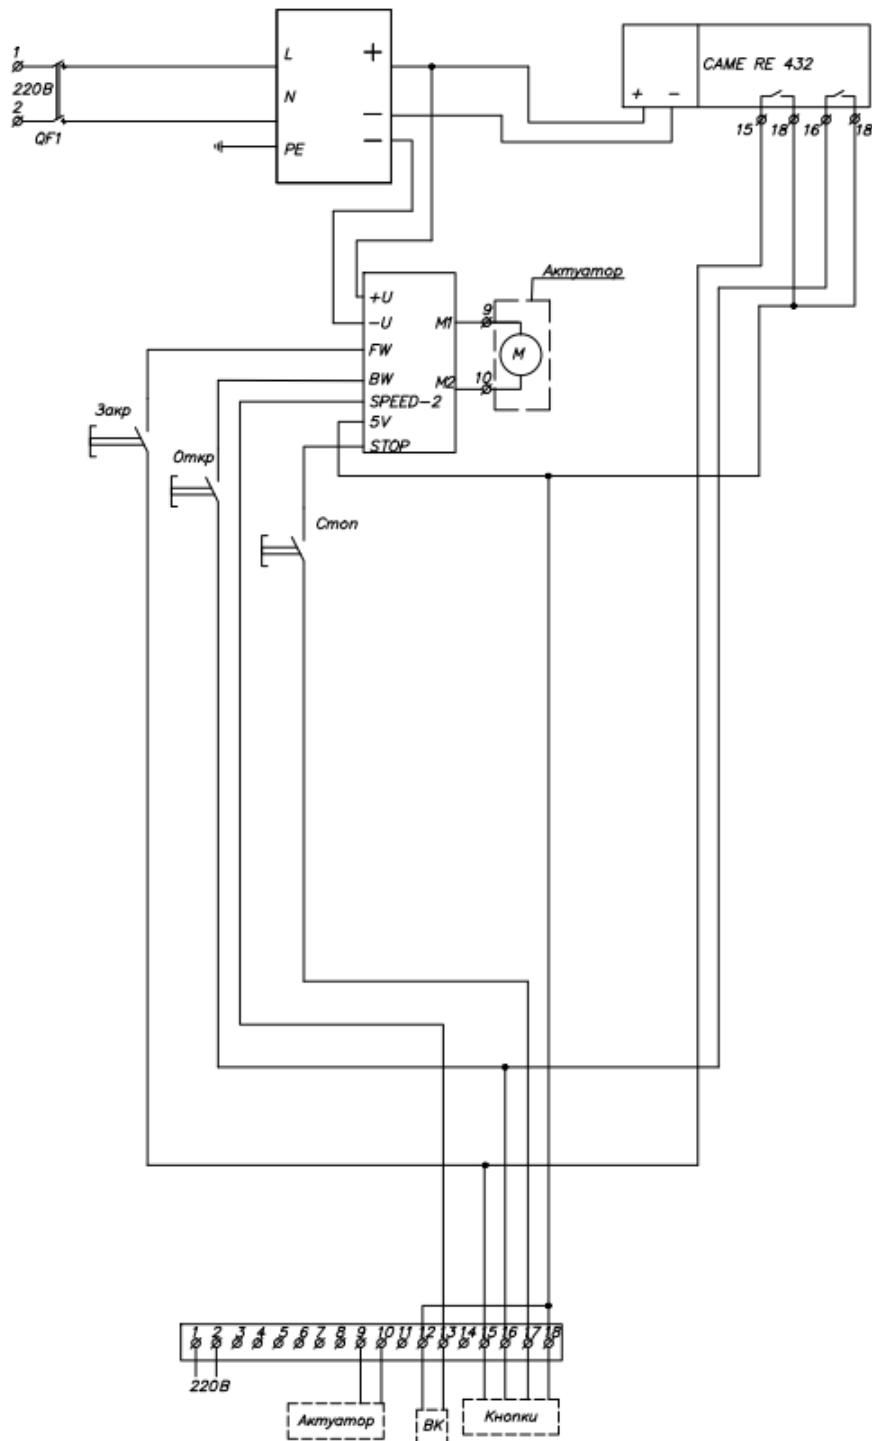 1
220В
2
QF1
L
N
PE
+
—
—
CAME RE 432
+ −
15 18 16 18
+U
-U
FW
BW
SPEED-2
5V
STOP
M1
M2
9
10
Актуатор
M
Закр
Откр
Стоп
1 2 3 4 5 6 7 8 9 10 11 12 13 14 15 16 17 18
220В
Актуатор
ВК
Кнопки